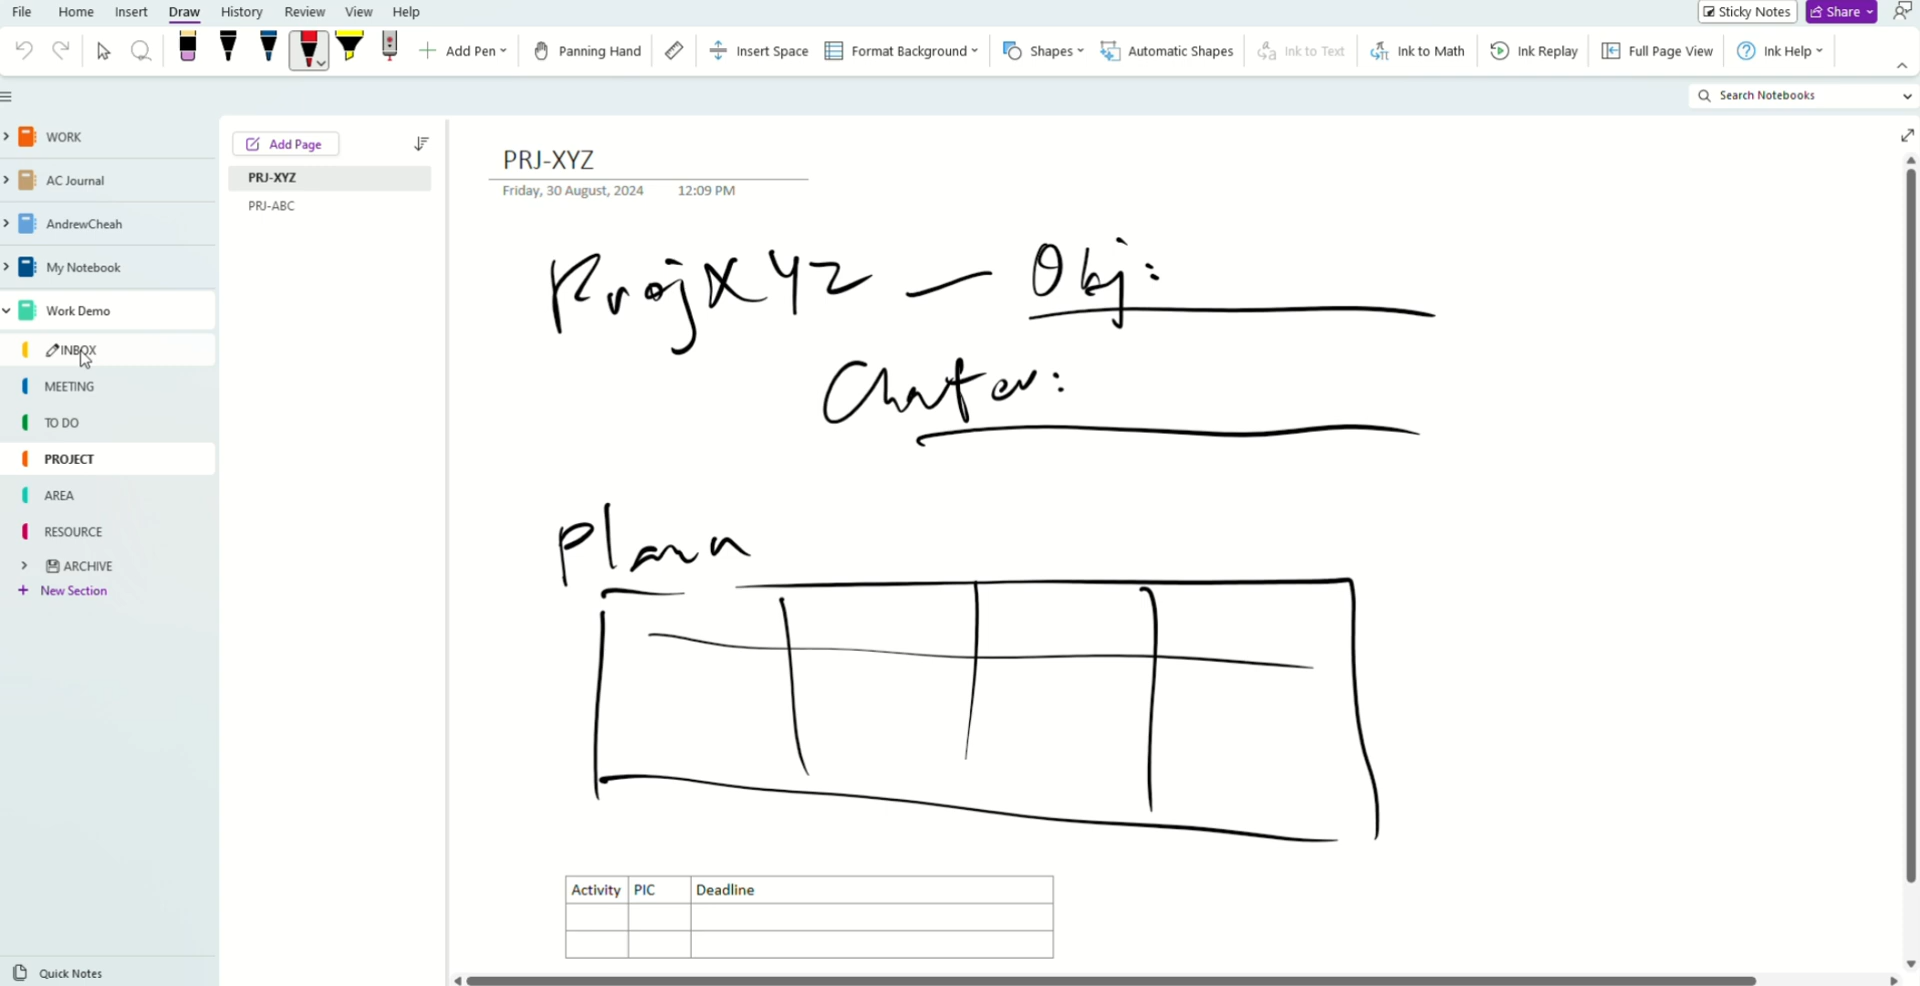 File Home Insert Draw History Review View Help Sticky Notes Share
Add Pen Panning Hand Insert Space Format Background Shapes Automatic Shapes Ink to Text Ink to Math Ink Replay Full Page View Ink Help
Search Notebooks
WORK
AC Journal
AndrewCheah
My Notebook
Work Demo
INBOX
MEETING
TO DO
PROJECT
AREA
RESOURCE
ARCHIVE
+ New Section
Quick Notes
Add Page
PRJ-XYZ
PRJ-ABC
PRJ-XYZ
Friday, 30 August, 2024 12:09 PM
Proj XYZ — Obj:
Charter:
Plann
Activity PIC Deadline